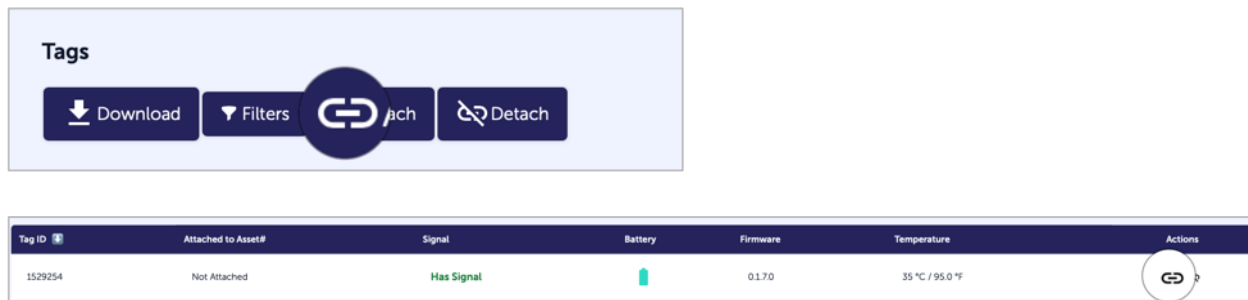 Tags
Download Filters ach Detach
Tag ID Attached to Asset# Signal Battery Firmware Temperature Actions
1529254 Not Attached Has Signal 0.1.7.0 35 °C / 95.0 °F